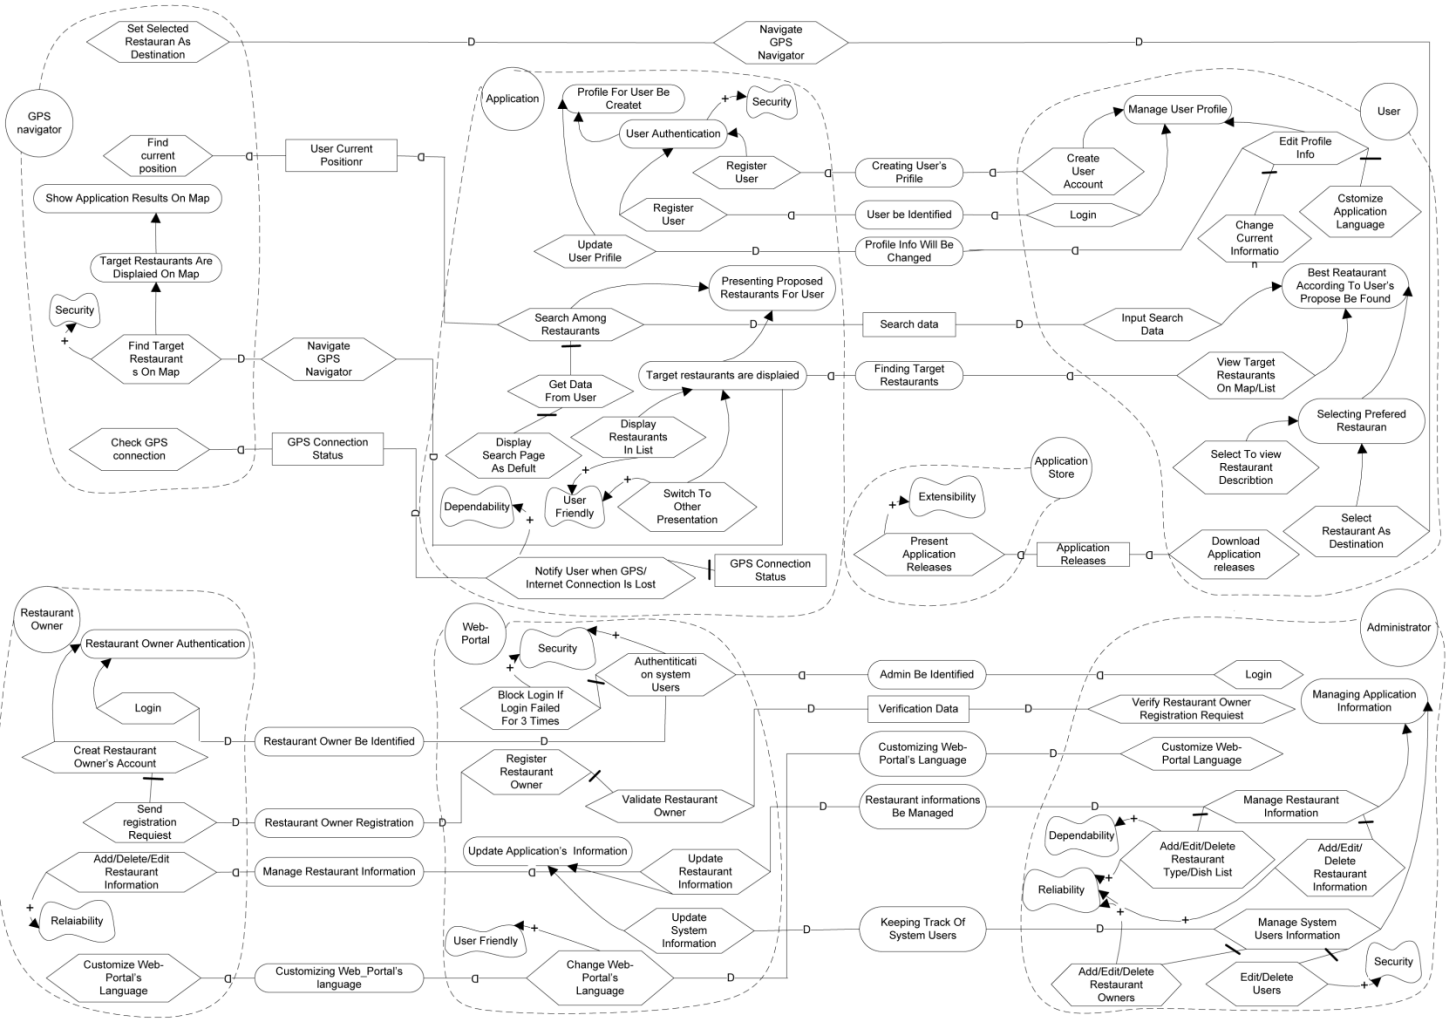 Set Selected
Restauran As
Destination
D
Navigate
GPS
Navigator
D
GPS
navigator
Application
Profile For User Be
Createt
+
Security
User Authentication
Manage User Profile
User
Find
current
position
D
User Current
Positionr
D
Register
User
D
Creating User's
Prifile
D
Create
User
Account
Edit Profile
Info
Show Application Results On Map
Register
User
D
User be Identified
D
Login
Cstomize
Application
Language
Change
Current
Informatio
n
Update
User Prifile
D
Profile Info Will Be
Changed
D
Target Restaurants Are
Displaied On Map
Presenting Proposed
Restaurants For User
Best Reataurant
According To User's
Propose Be Found
Security
+
Search Among
Restaurants
D
Search data
D
Input Search
Data
Find Target
Restaurant
s On Map
D
Navigate
GPS
Navigator
Get Data
From User
Target restaurants are displaied
D
Finding Target
Restaurants
D
View Target
Restaurants
On Map/List
Selecting Prefered
Restauran
Check GPS
connection
D
GPS Connection
Status
D
Display
Search Page
As Defult
Display
Restaurants
In List
+
+
Select To view
Restaurant
Describtion
Application
Store
D
Dependability
+
User
Friendly
Switch To
Other
Presentation
Extensibility
+
Select
Restaurant As
Destination
Notify User when GPS/
Internet Connection Is Lost
GPS Connection
Status
Present
Application
Releases
D
Application
Releases
D
Download
Application
releases
Restaurant
Owner
Restaurant Owner Authentication
Web-
Portal
Security
+
+
Authentiticati
on system
Users
D
Admin Be Identified
D
Login
Administrator
Login
Block Login If
Login Failed
For 3 Times
D
Verification Data
D
Verify Restaurant Owner
Registration Requiest
Managing Application
Information
D
Restaurant Owner Be Identified
D
Creat Restaurant
Owner's Account
Register
Restaurant
Owner
Customizing Web-
Portal's Language
D
Customize Web-
Portal Language
Validate Restaurant
Owner
D
Restaurant informations
Be Managed
D
Manage Restaurant
Information
Send
registration
Requiest
D
Restaurant Owner Registration
D
Dependability
+
Add/Edit/Delete
Restaurant
Type/Dish List
Add/Edit/
Delete
Restaurant
Information
Update Application's Information
Add/Delete/Edit
Restaurant
Information
D
Manage Restaurant Information
D
Update
Restaurant
Information
Reliability
+
+
+
+
Relaiability
Update
System
Information
D
Keeping Track Of
System Users
D
Manage System
Users Information
User Friendly
+
Customize Web-
Portal's
Language
D
Customizing Web_Portal's
language
D
Change Web-
Portal's
Language
D
Add/Edit/Delete
Restaurant
Owners
Edit/Delete
Users
+
Security